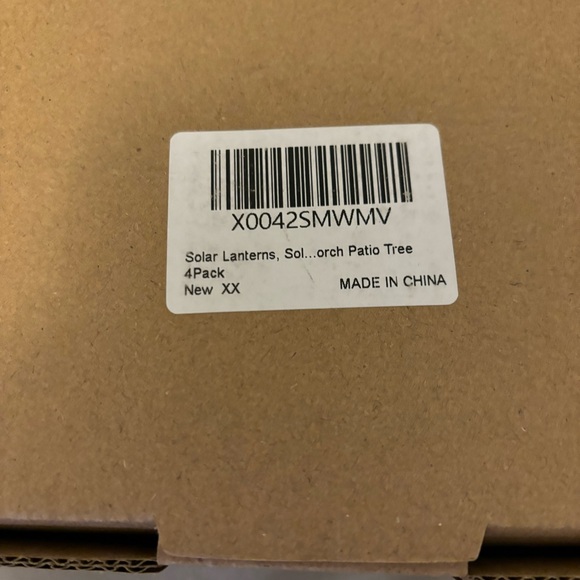 X0042SMWMV
Solar Lanterns, Sol...orch Patio Tree
4Pack
New XX MADE IN CHINA